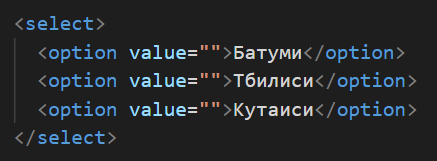 <select>
<option value="">Батуми</option>
<option value="">Тбилиси</option>
<option value="">Кутаиси</option>
</select>